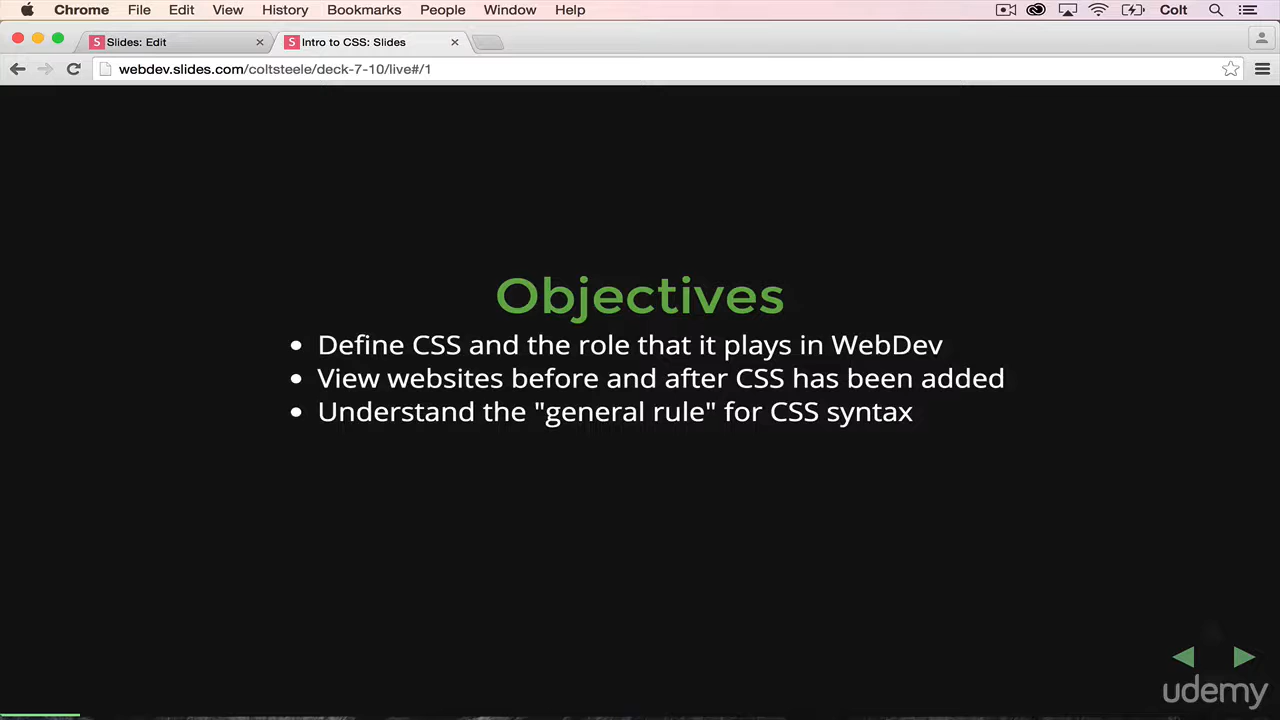 Chrome File Edit View History Bookmarks People Window Help Colt
S Slides: Edit × S Intro to CSS: Slides ×
webdev.slides.com/coltsteele/deck-7-10/live#/1
Objectives
• Define CSS and the role that it plays in WebDev
• View websites before and after CSS has been added
• Understand the "general rule" for CSS syntax
udemy